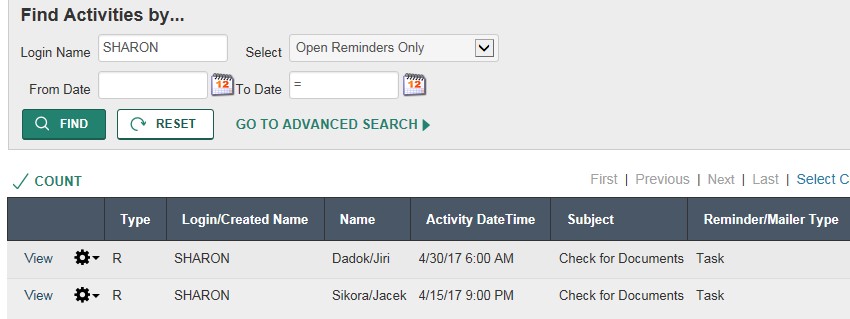 Find Activities by...
Login Name SHARON Select Open Reminders Only
From Date 12 To Date = 12
FIND RESET GO TO ADVANCED SEARCH
COUNT First | Previous | Next | Last | Select C
Type Login/Created Name Name Activity DateTime Subject Reminder/Mailer Type
View R SHARON Dadok/Jiri 4/30/17 6:00 AM Check for Documents Task
View R SHARON Sikora/Jacek 4/15/17 9:00 PM Check for Documents Task